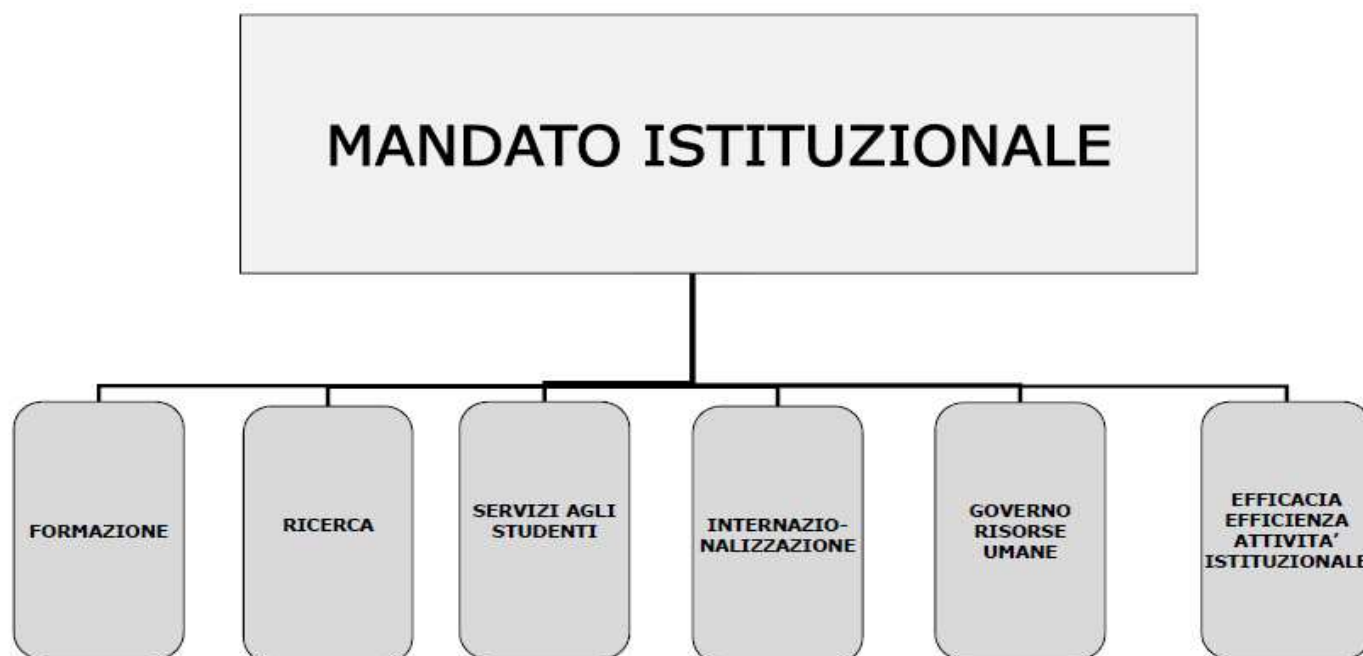 MANDATO ISTITUZIONALE
FORMAZIONE
RICERCA
SERVIZI AGLI
STUDENTI
INTERNAZIO-
NALIZZAZIONE
GOVERNO
RISORSE
UMANE
EFFICACIA
EFFICIENZA
ATTIVITA’
ISTITUZIONALE